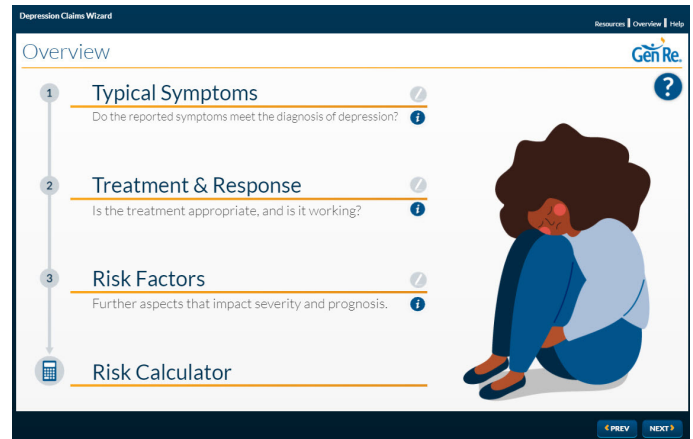 Depression Claims Wizard
Resources Overview Help
Overview
Gen Re.
?
1
Typical Symptoms
Do the reported symptoms meet the diagnosis of depression? i
2
Treatment & Response
Is the treatment appropriate, and is it working? i
3
Risk Factors
Further aspects that impact severity and prognosis. i
Risk Calculator
PREV NEXT